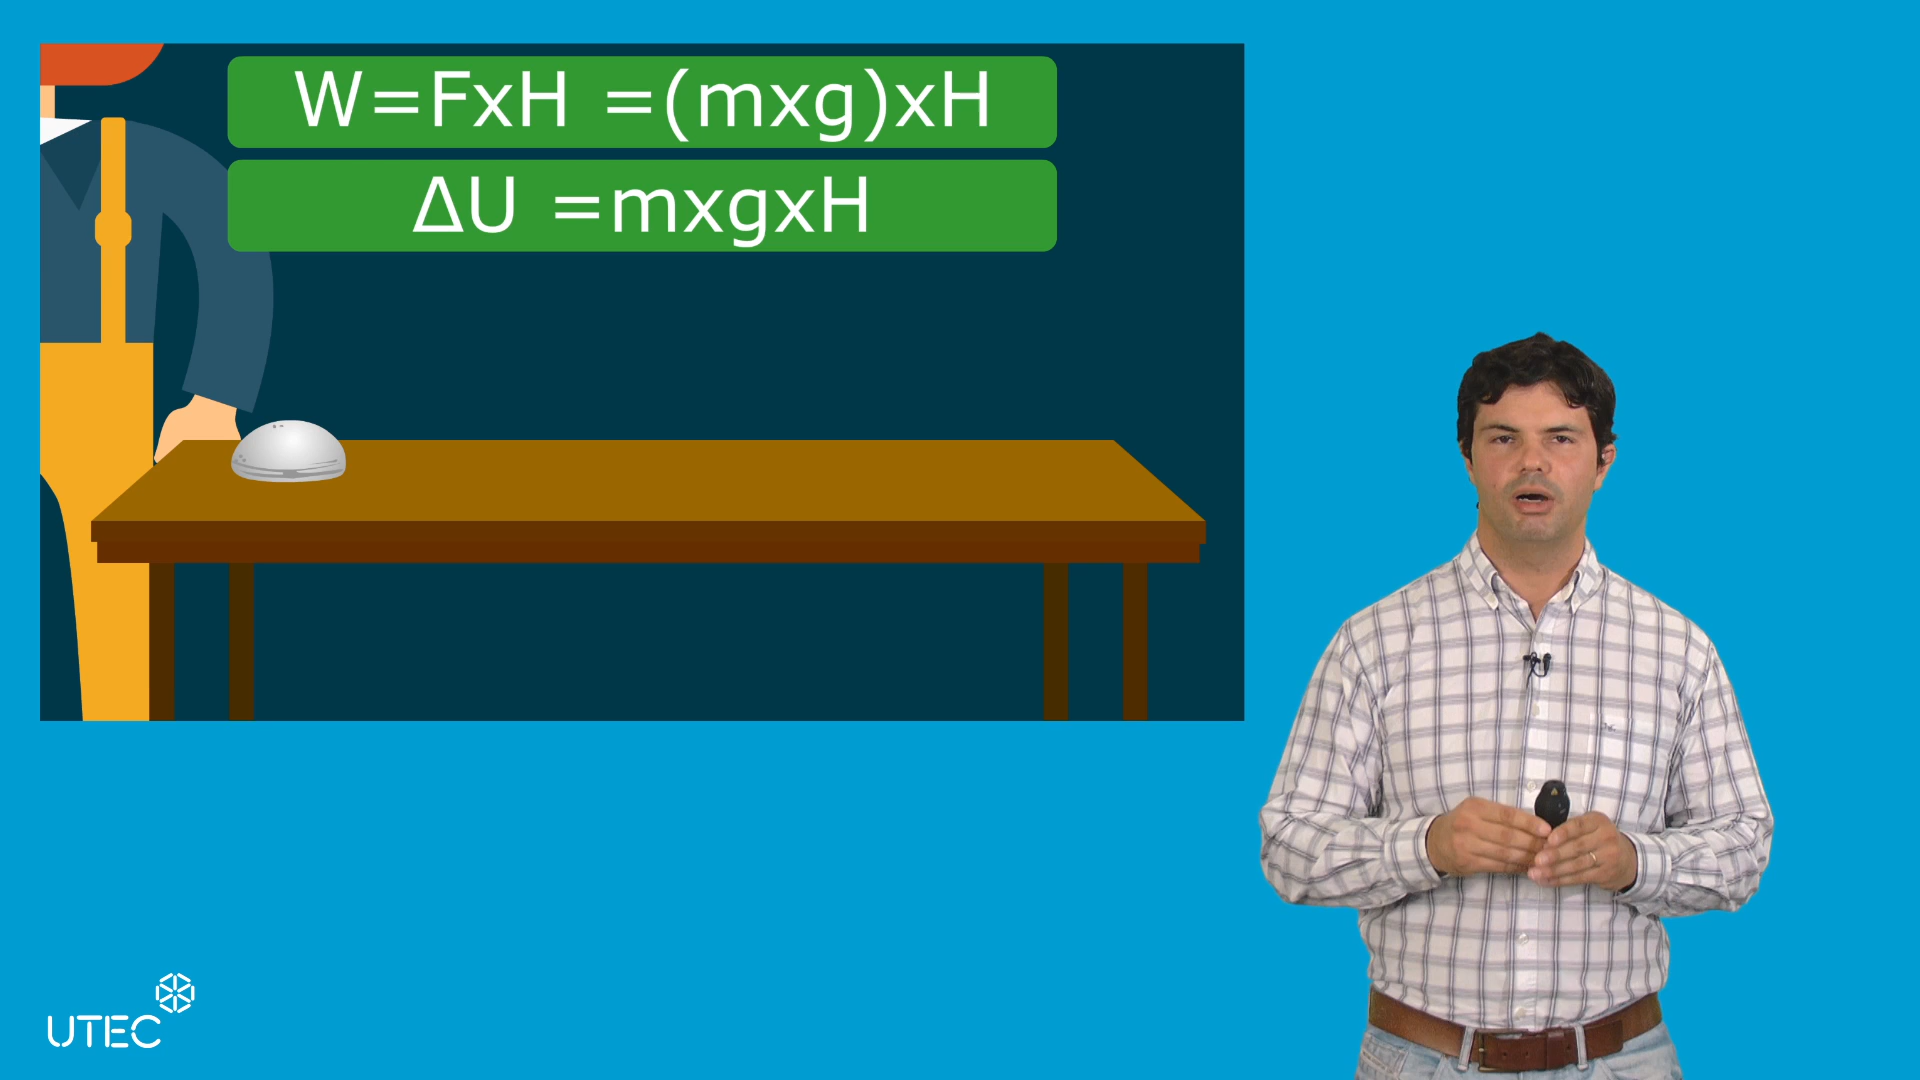 W=FxH =(mxg)xH
ΔU =mxgxH
UTEC